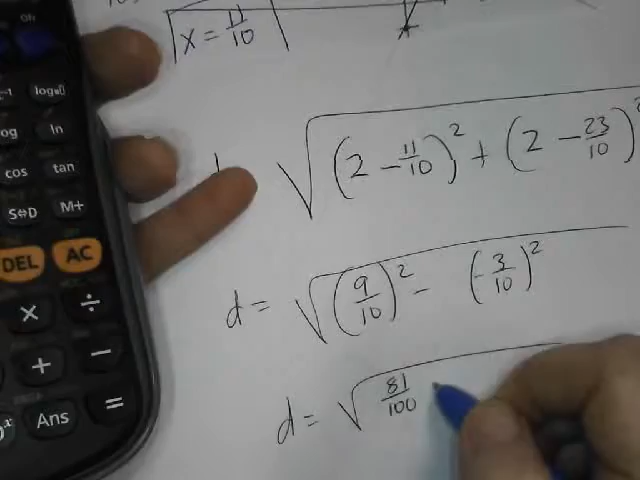 x = 11/10
√((2 - 11/10)² + (2 - 23/10)²
d = √((9/10)² - (-3/10)²
d = √(81/100
On
log
ln
cos
tan
S⇔D
M+
DEL
AC
×
÷
+
−
Ans
=